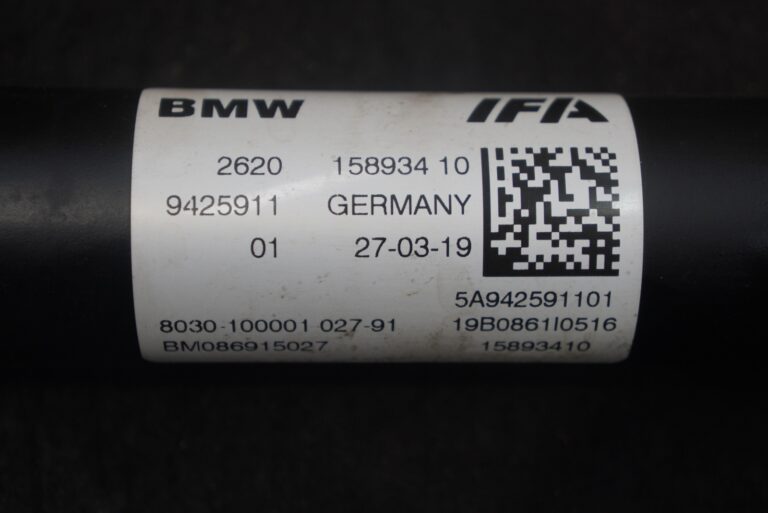 BMW IFA
2620 158934 10
9425911 GERMANY
01 27-03-19
5A942591101
8030-100001 027-91 19B0861I0516
BM086915027 15893410